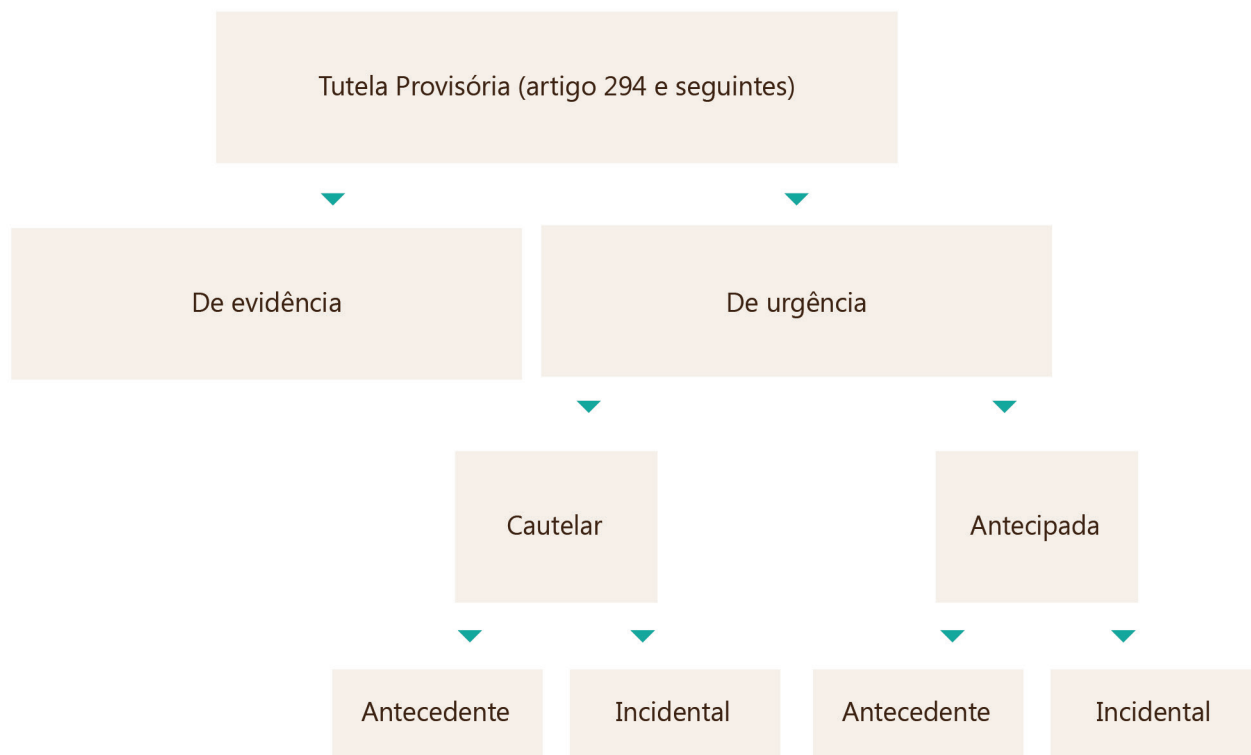 Tutela Provisória (artigo 294 e seguintes)
De evidência
De urgência
Cautelar
Antecipada
Antecedente
Incidental
Antecedente
Incidental